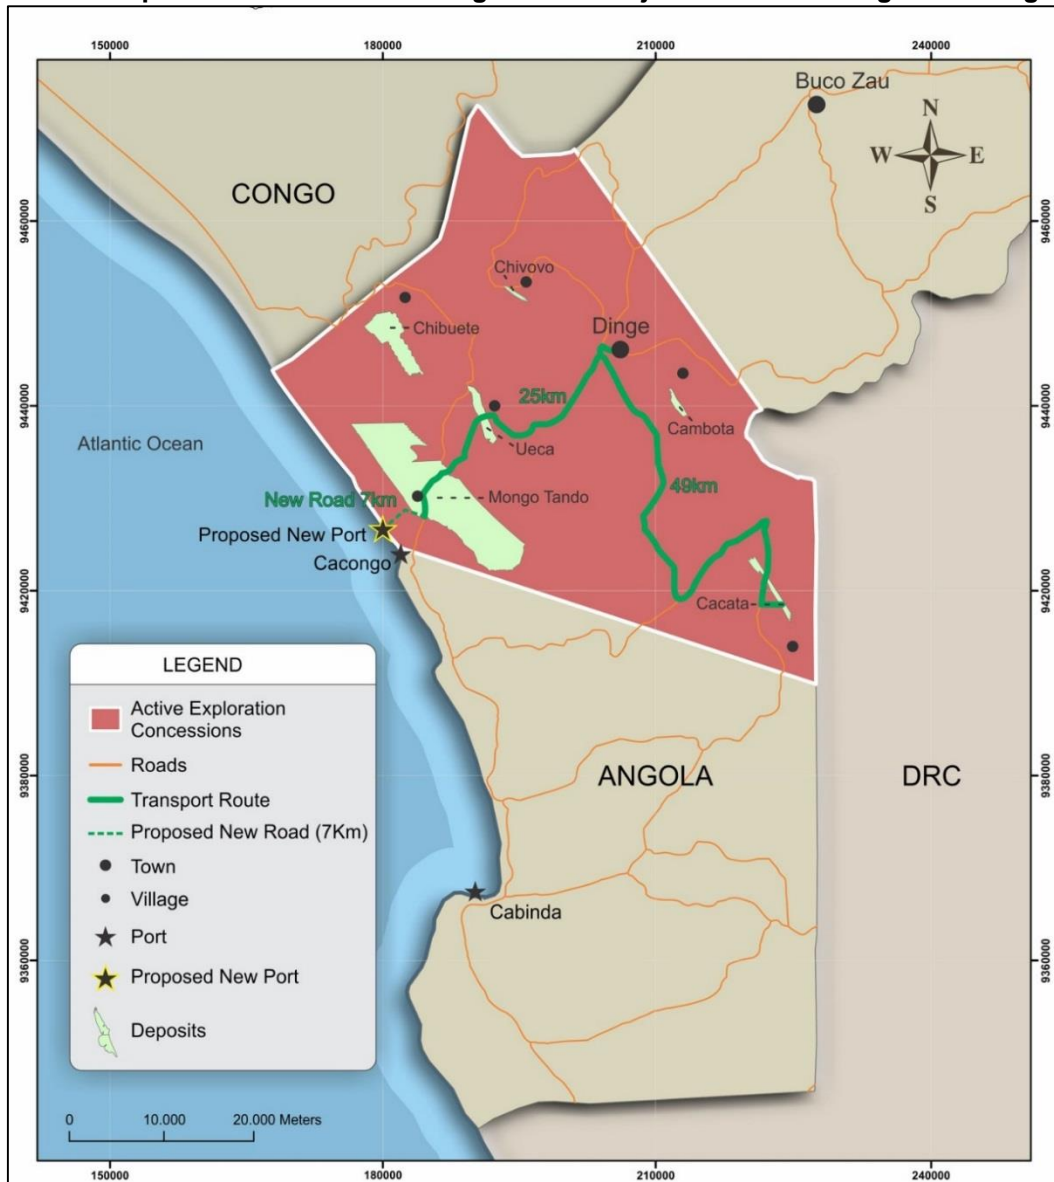 150000
180000
210000
240000
Buco Zau
N
W E
S
CONGO
9460000
9460000
Chivovo
Chibuete
Dinge
9440000
9440000
25km
Cambota
Atlantic Ocean
Ueca
49km
New Road 7km
Mongo Tando
Proposed New Port
Cacongo
9420000
9420000
Cacata
LEGEND
Active Exploration
Concessions
Roads
Transport Route
Proposed New Road (7Km)
Town
Village
Port
Proposed New Port
Deposits
9380000
9380000
ANGOLA
DRC
Cabinda
9360000
9360000
0 10.000 20.000 Meters
150000
180000
210000
240000